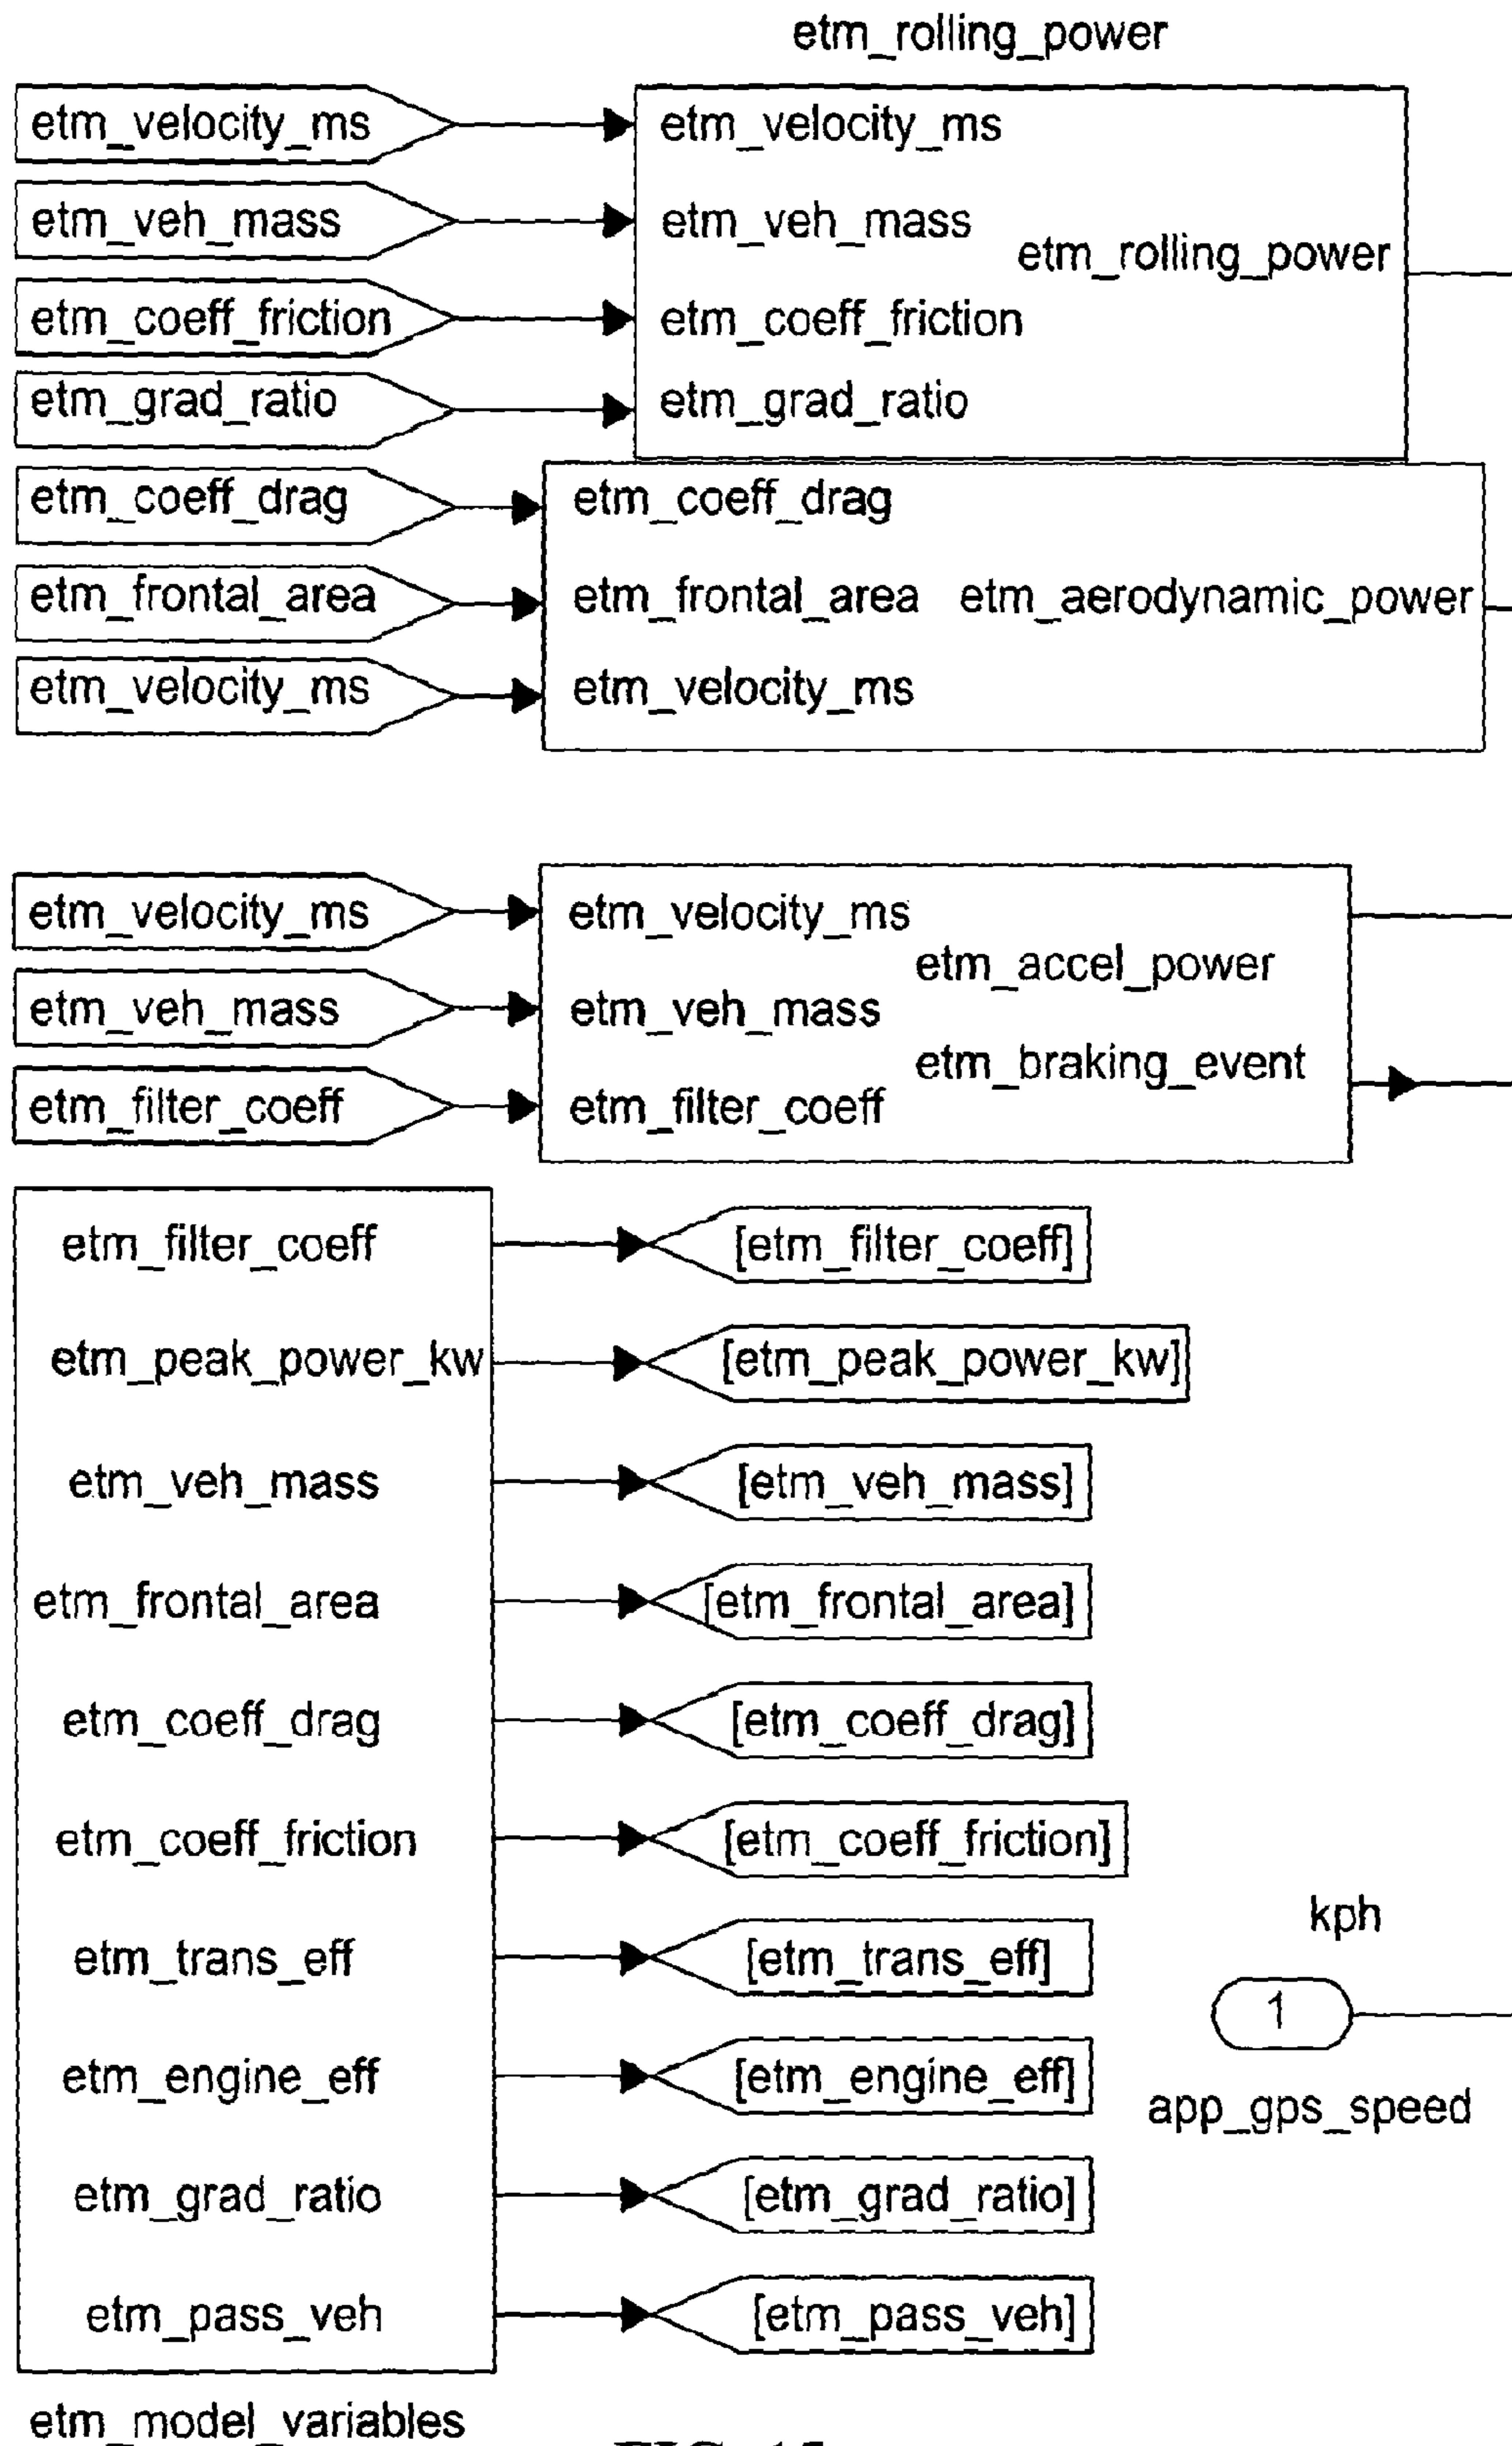 etm_rolling_power
etm_velocity_ms
etm_veh_mass
etm_coeff_friction
etm_grad_ratio
etm_velocity_ms
etm_veh_mass
etm_rolling_power
etm_coeff_friction
etm_grad_ratio
etm_coeff_drag
etm_frontal_area
etm_velocity_ms
etm_coeff_drag
etm_frontal_area etm_aerodynamic_power
etm_velocity_ms
etm_velocity_ms
etm_veh_mass
etm_filter_coeff
etm_velocity_ms
etm_accel_power
etm_veh_mass
etm_braking_event
etm_filter_coeff
etm_filter_coeff [etm_filter_coeff]
etm_peak_power_kw [etm_peak_power_kw]
etm_veh_mass [etm_veh_mass]
etm_frontal_area [etm_frontal_area]
etm_coeff_drag [etm_coeff_drag]
etm_coeff_friction [etm_coeff_friction]
etm_trans_eff [etm_trans_eff]
etm_engine_eff [etm_engine_eff]
etm_grad_ratio [etm_grad_ratio]
etm_pass_veh [etm_pass_veh]
etm_model_variables
kph
1
app_gps_speed